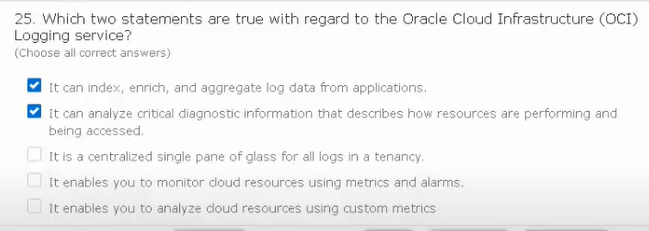 25. Which two statements are true with regard to the Oracle Cloud Infrastructure (OCI)
Logging service?
(Choose all correct answers)
It can index, enrich, and aggregate log data from applications.
It can analyze critical diagnostic information that describes how resources are performing and
being accessed.
It is a centralized single pane of glass for all logs in a tenancy.
It enables you to monitor cloud resources using metrics and alarms.
It enables you to analyze cloud resources using custom metrics